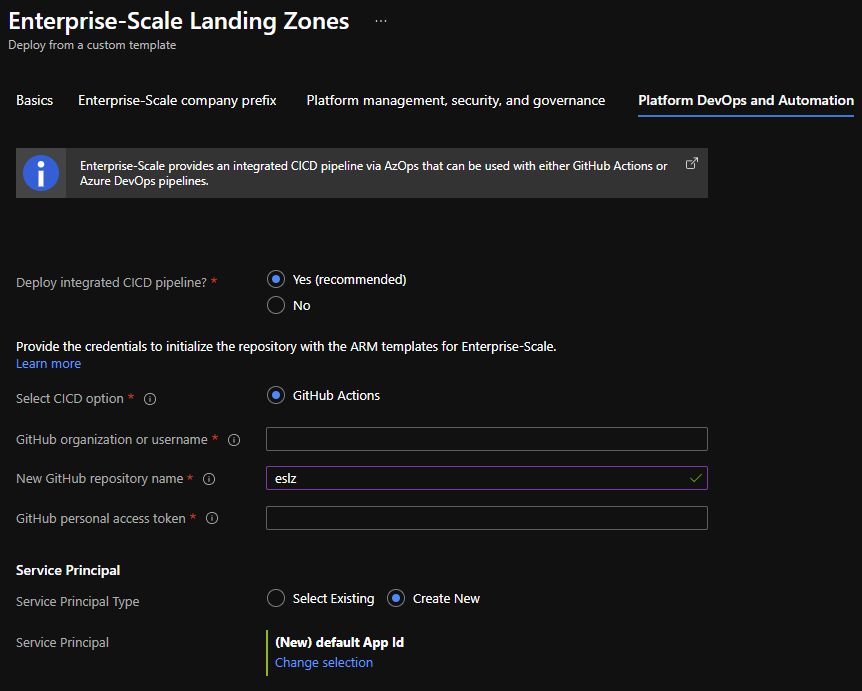 Enterprise-Scale Landing Zones ...
Deploy from a custom template
Basics Enterprise-Scale company prefix Platform management, security, and governance Platform DevOps and Automation
Enterprise-Scale provides an integrated CICD pipeline via AzOps that can be used with either GitHub Actions or
Azure DevOps pipelines.
Deploy integrated CICD pipeline? *
Yes (recommended)
No
Provide the credentials to initialize the repository with the ARM templates for Enterprise-Scale.
Learn more
Select CICD option * GitHub Actions
GitHub organization or username *
New GitHub repository name * eslz
GitHub personal access token *
Service Principal
Service Principal Type Select Existing Create New
Service Principal (New) default App Id
Change selection